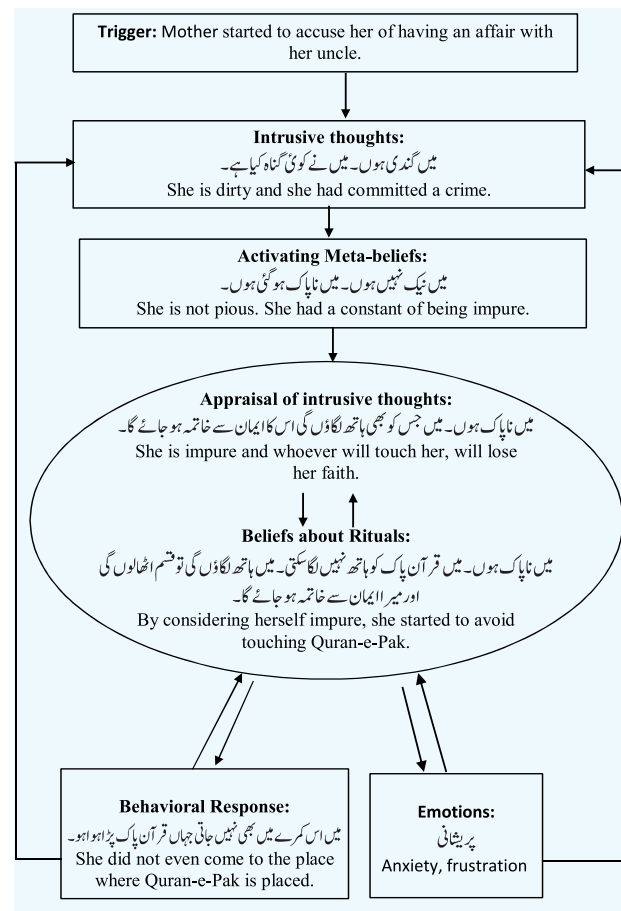 Trigger: Mother started to accuse her of having an affair with
her uncle.
Intrusive thoughts:
میں گندی ہوں۔ میں نے کوئ گناہ کیا ہے۔
She is dirty and she had committed a crime.
Activating Meta-beliefs:
میں نیک نہیں ہوں۔ میں ناپاک ہو گئی ہوں۔
She is not pious. She had a constant of being impure.
Appraisal of intrusive thoughts:
میں ناپاک ہوں۔ میں جس کو بھی ہاتھ لگاؤں گی اس کا ایمان سے خاتمہ ہو جائے گا۔
She is impure and whoever will touch her, will lose
her faith.
Beliefs about Rituals:
میں ناپاک ہوں۔ میں قرآن پاک کو ہاتھ نہیں لگا سکتی۔ میں ہاتھ لگاؤں گی تو قسم اٹھا لوں گی
اور میرا ایمان سے خاتمہ ہو جائے گا۔
By considering herself impure, she started to avoid
touching Quran-e-Pak.
Behavioral Response:
میں اس کمرے میں بھی نہیں جاتی جہاں قرآن پاک پڑا ہوا ہو۔
She did not even come to the place
where Quran-e-Pak is placed.
Emotions:
پریشانی
Anxiety, frustration